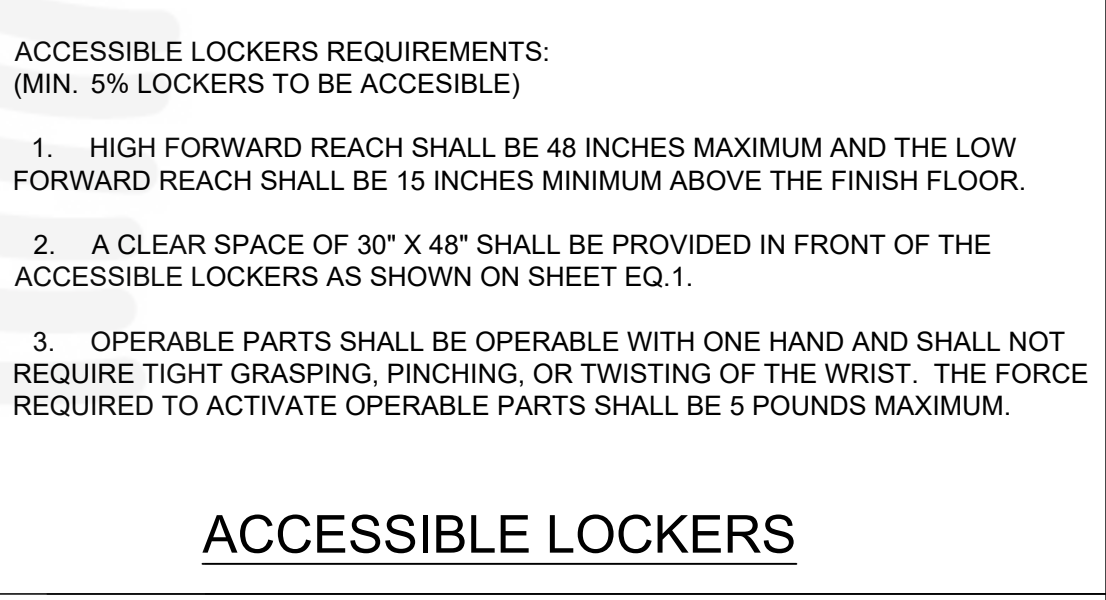 ACCESSIBLE LOCKERS REQUIREMENTS:
(MIN. 5% LOCKERS TO BE ACCESIBLE)
1. HIGH FORWARD REACH SHALL BE 48 INCHES MAXIMUM AND THE LOW
FORWARD REACH SHALL BE 15 INCHES MINIMUM ABOVE THE FINISH FLOOR.
2. A CLEAR SPACE OF 30" X 48" SHALL BE PROVIDED IN FRONT OF THE
ACCESSIBLE LOCKERS AS SHOWN ON SHEET EQ.1.
3. OPERABLE PARTS SHALL BE OPERABLE WITH ONE HAND AND SHALL NOT
REQUIRE TIGHT GRASPING, PINCHING, OR TWISTING OF THE WRIST. THE FORCE
REQUIRED TO ACTIVATE OPERABLE PARTS SHALL BE 5 POUNDS MAXIMUM.
ACCESSIBLE LOCKERS